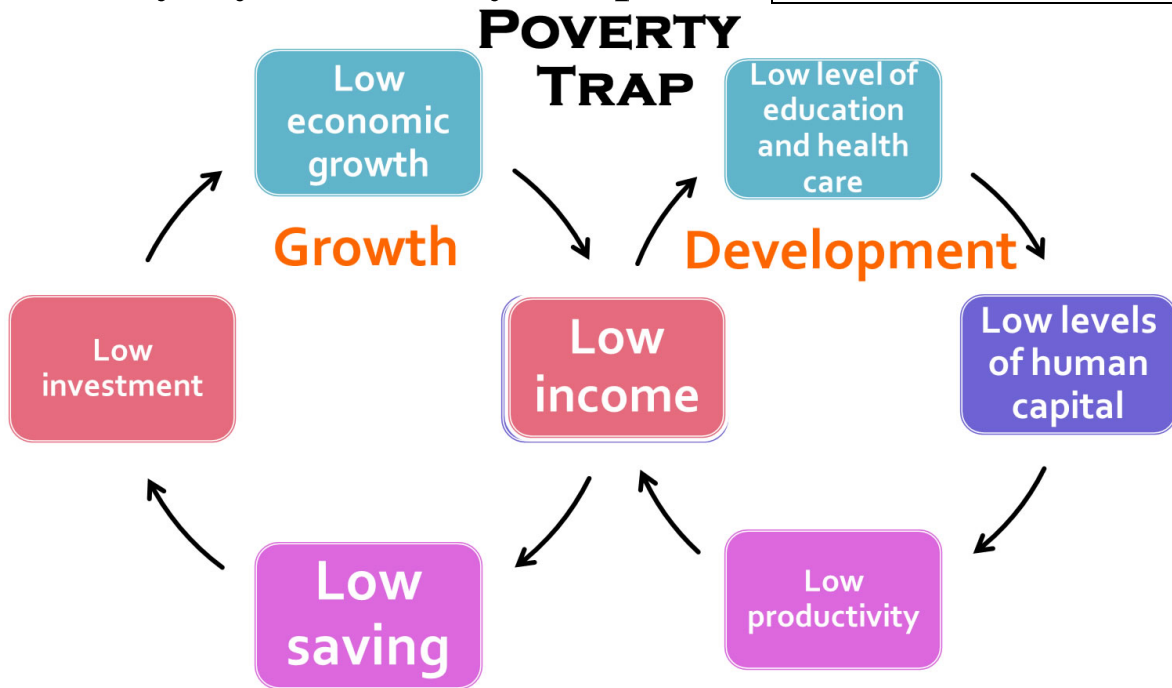 POVERTY
TRAP
Low
economic
growth
Low level of
education
and health
care
Growth
Development
Low
investment
Low
income
Low levels
of human
capital
Low
saving
Low
productivity